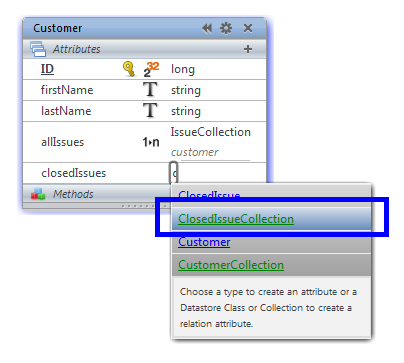 Customer
Attributes
ID 2 32 long
firstName T string
lastName T string
allIssues 1▸n IssueCollection
customer
closedIssues c
Methods
ClosedIssue
ClosedIssueCollection
Customer
CustomerCollection
Choose a type to create an attribute or a
Datastore Class or Collection to create a
relation attribute.